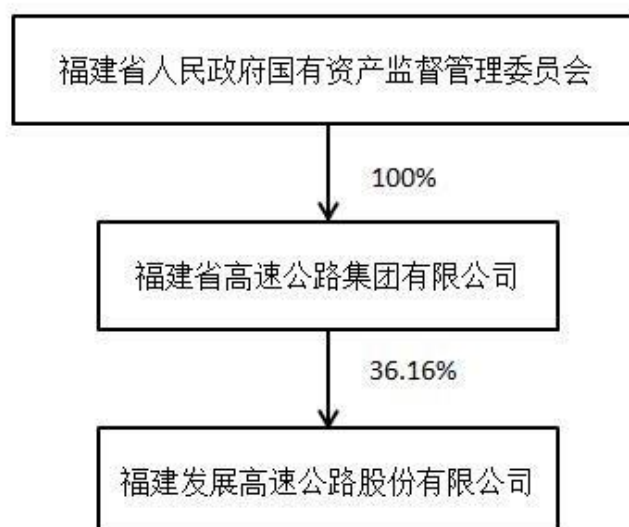 福建省人民政府国有资产监督管理委员会
100%
福建省高速公路集团有限公司
36.16%
福建发展高速公路股份有限公司